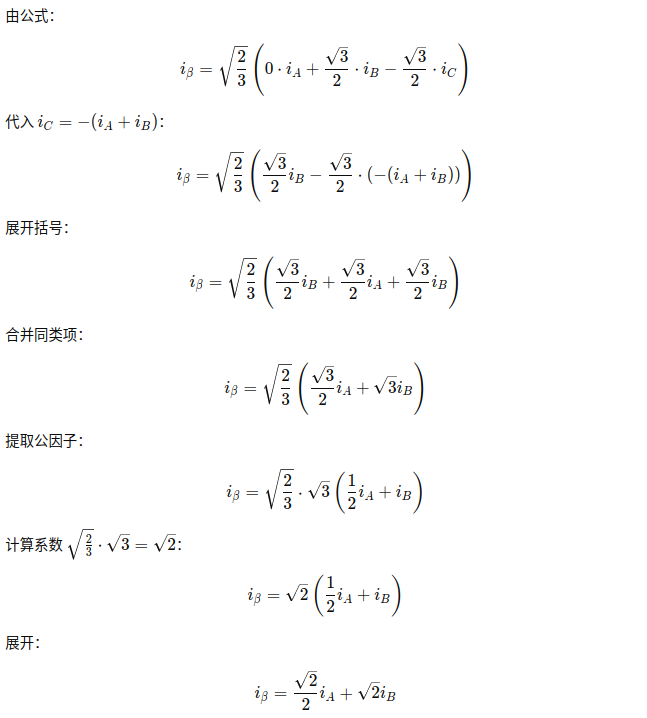 由公式：
$i_\beta = \sqrt{\frac{2}{3}} \left( 0 \cdot i_A + \frac{\sqrt{3}}{2} \cdot i_B - \frac{\sqrt{3}}{2} \cdot i_C \right)$
代入 $i_C = -(i_A + i_B)$：
$i_\beta = \sqrt{\frac{2}{3}} \left( \frac{\sqrt{3}}{2} i_B - \frac{\sqrt{3}}{2} \cdot (-(i_A + i_B)) \right)$
展开括号：
$i_\beta = \sqrt{\frac{2}{3}} \left( \frac{\sqrt{3}}{2} i_B + \frac{\sqrt{3}}{2} i_A + \frac{\sqrt{3}}{2} i_B \right)$
合并同类项：
$i_\beta = \sqrt{\frac{2}{3}} \left( \frac{\sqrt{3}}{2} i_A + \sqrt{3} i_B \right)$
提取公因子：
$i_\beta = \sqrt{\frac{2}{3}} \cdot \sqrt{3} \left( \frac{1}{2} i_A + i_B \right)$
计算系数 $\sqrt{\frac{2}{3}} \cdot \sqrt{3} = \sqrt{2}$：
$i_\beta = \sqrt{2} \left( \frac{1}{2} i_A + i_B \right)$
展开：
$i_\beta = \frac{\sqrt{2}}{2} i_A + \sqrt{2} i_B$